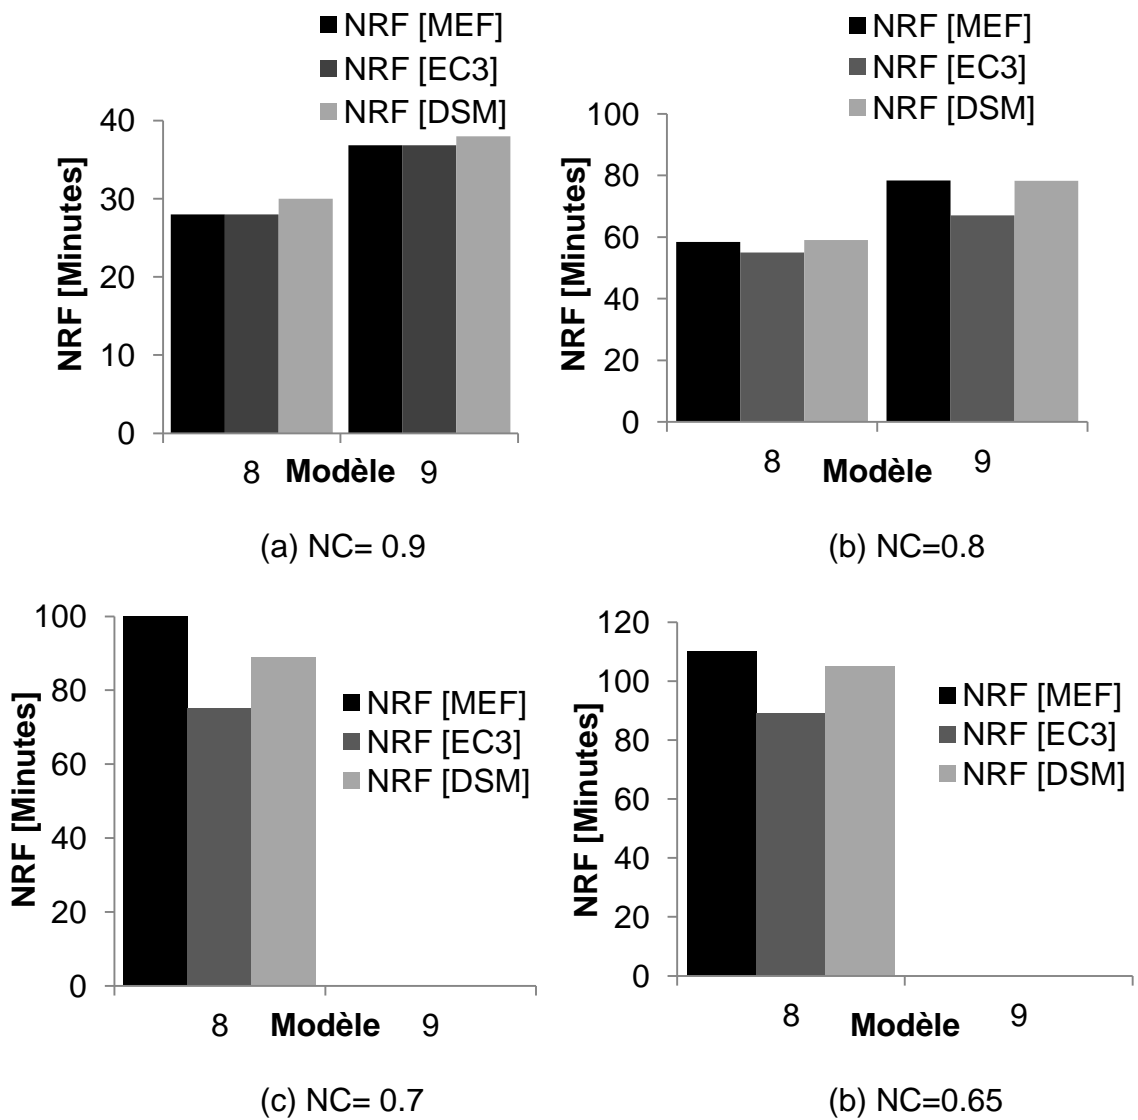 NRF [MEF]
NRF [EC3]
NRF [DSM]
40
30
20
10
0
NRF [Minutes]
8 Modèle 9
(a) NC= 0.9
NRF [MEF]
NRF [EC3]
NRF [DSM]
100
80
60
40
20
0
NRF [Minutes]
8 Modèle 9
(b) NC=0.8
100
80
60
40
20
0
NRF [Minutes]
NRF [MEF]
NRF [EC3]
NRF [DSM]
8 Modèle 9
(c) NC= 0.7
120
100
80
60
40
20
0
NRF [Minutes]
NRF [MEF]
NRF [EC3]
NRF [DSM]
8 Modèle 9
(b) NC=0.65